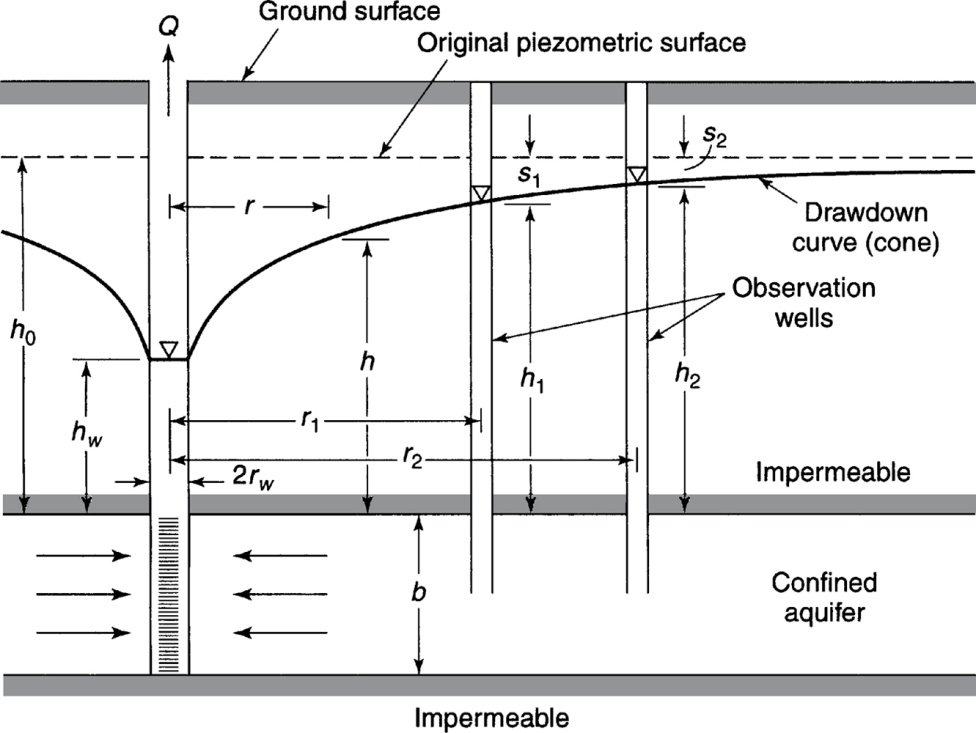 Ground surface
Q
Original piezometric surface
s2
s1
r
Drawdown
curve (cone)
Observation
wells
h0
h
h1
h2
r1
hw
r2
2rw
Impermeable
b
Confined
aquifer
Impermeable